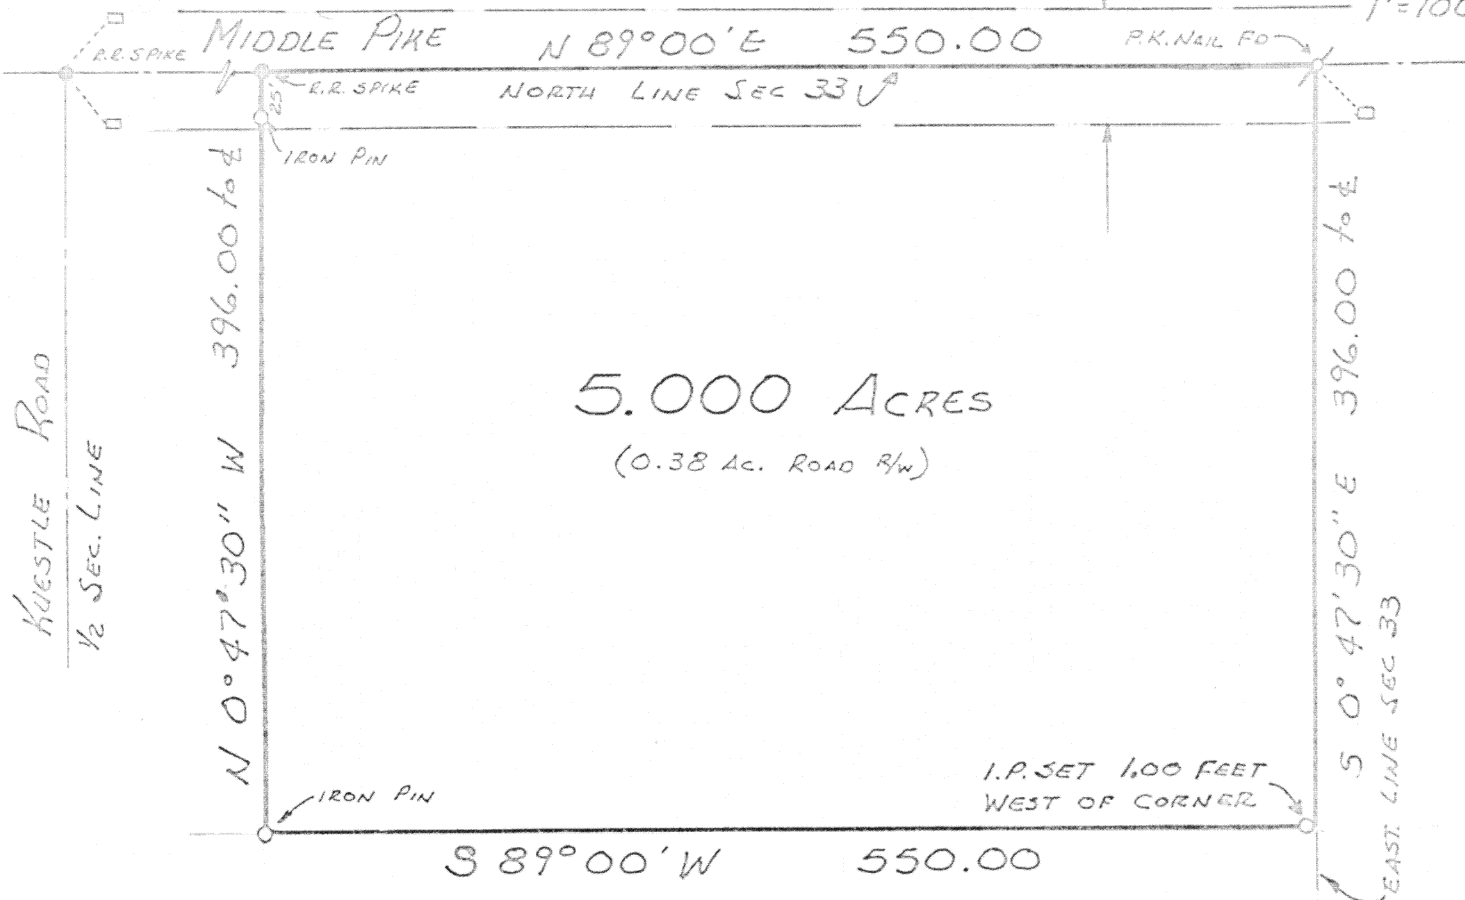 1"=100
MIDDLE PIKE N 89°00'E 550.00
P.K. NAIL FD
R.R. SPIKE
R.R. SPIKE
NORTH LINE SEC 33
25
IRON PIN
396.00 to ℄
N 0°47'30" W
396.00 to ℄
S 0°47'30" E
KUESTLE ROAD
1/2 SEC. LINE
5.000 ACRES
(0.38 AC. ROAD R/W)
EAST LINE SEC 33
I.P. SET 1.00 FEET
WEST OF CORNER
IRON PIN
S 89°00'W 550.00